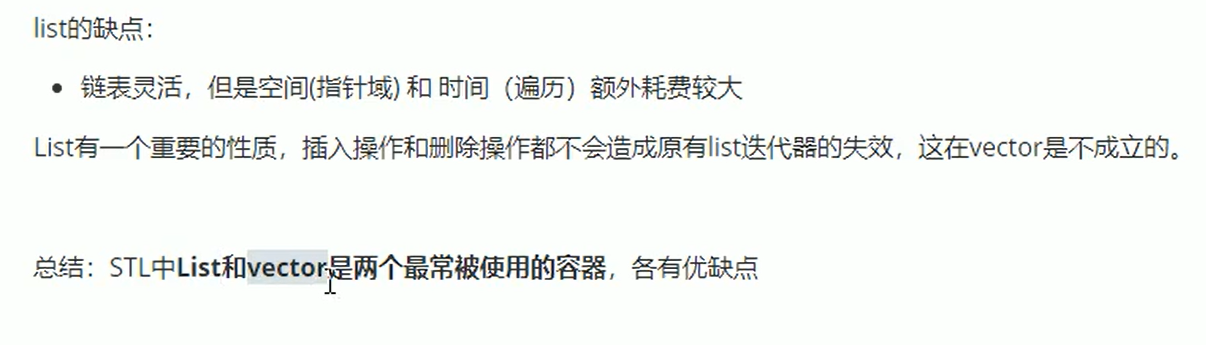 list的缺点：
链表灵活，但是空间(指针域) 和 时间（遍历）额外耗费较大
List有一个重要的性质，插入操作和删除操作都不会造成原有list迭代器的失效，这在vector是不成立的。
总结：STL中List和vector是两个最常被使用的容器，各有优缺点